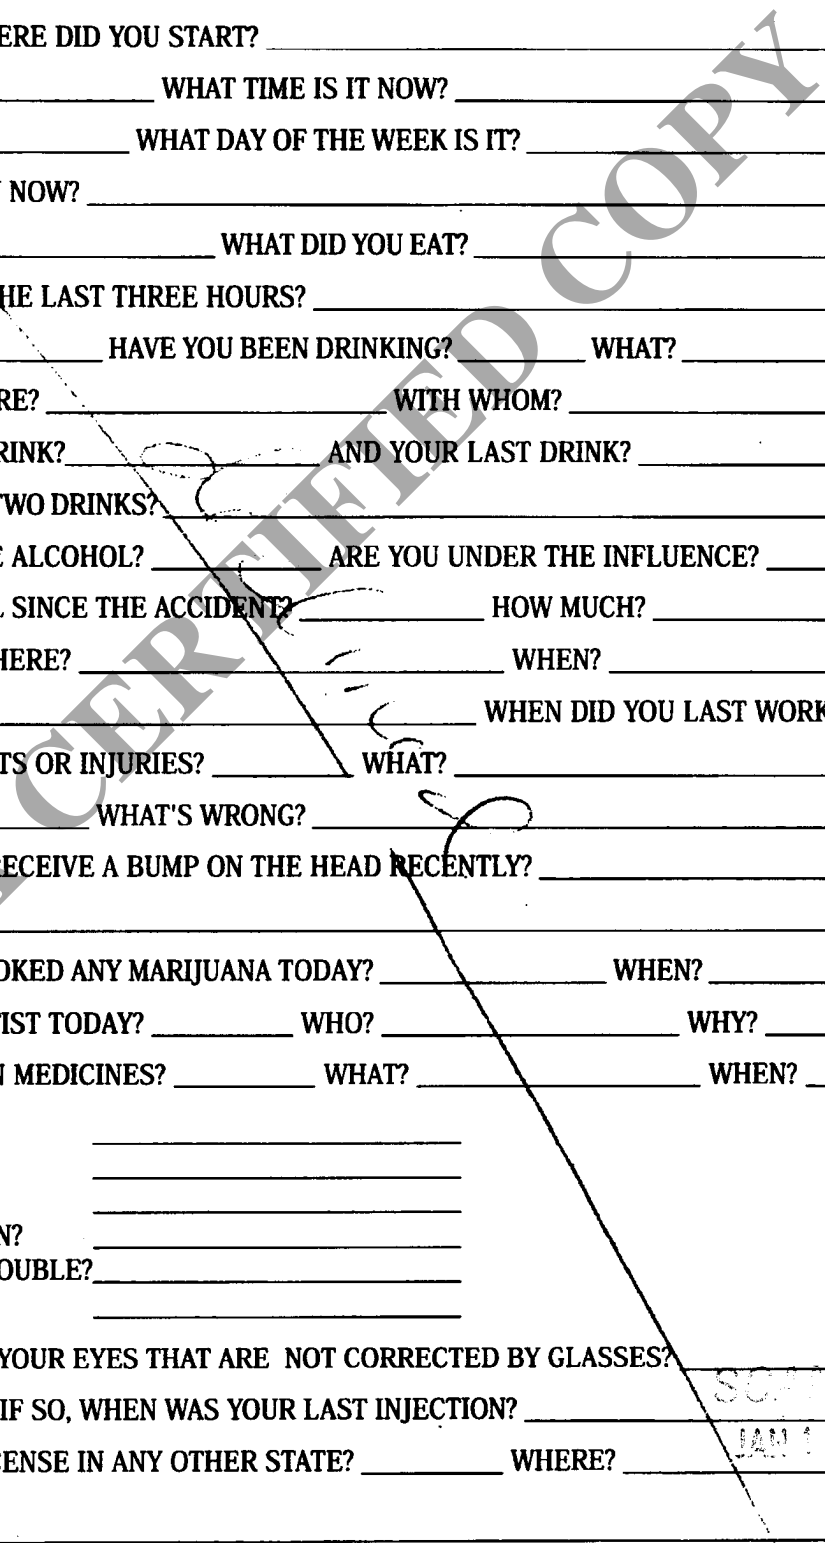 ERE DID YOU START?
WHAT TIME IS IT NOW?
WHAT DAY OF THE WEEK IS IT?
NOW?
WHAT DID YOU EAT?
HE LAST THREE HOURS?
HAVE YOU BEEN DRINKING? WHAT?
RE? WITH WHOM?
RINK? AND YOUR LAST DRINK?
TWO DRINKS?
E ALCOHOL? ARE YOU UNDER THE INFLUENCE?
L SINCE THE ACCIDENT? HOW MUCH?
HERE? WHEN?
WHEN DID YOU LAST WORK
TS OR INJURIES? WHAT?
WHAT'S WRONG?
RECEIVE A BUMP ON THE HEAD RECENTLY?
OKED ANY MARIJUANA TODAY? WHEN?
TIST TODAY? WHO? WHY?
N MEDICINES? WHAT? WHEN?
N?
OUBLE?
YOUR EYES THAT ARE NOT CORRECTED BY GLASSES?
IF SO, WHEN WAS YOUR LAST INJECTION?
JAN 1
CENSE IN ANY OTHER STATE? WHERE?
CERTIFIED COPY